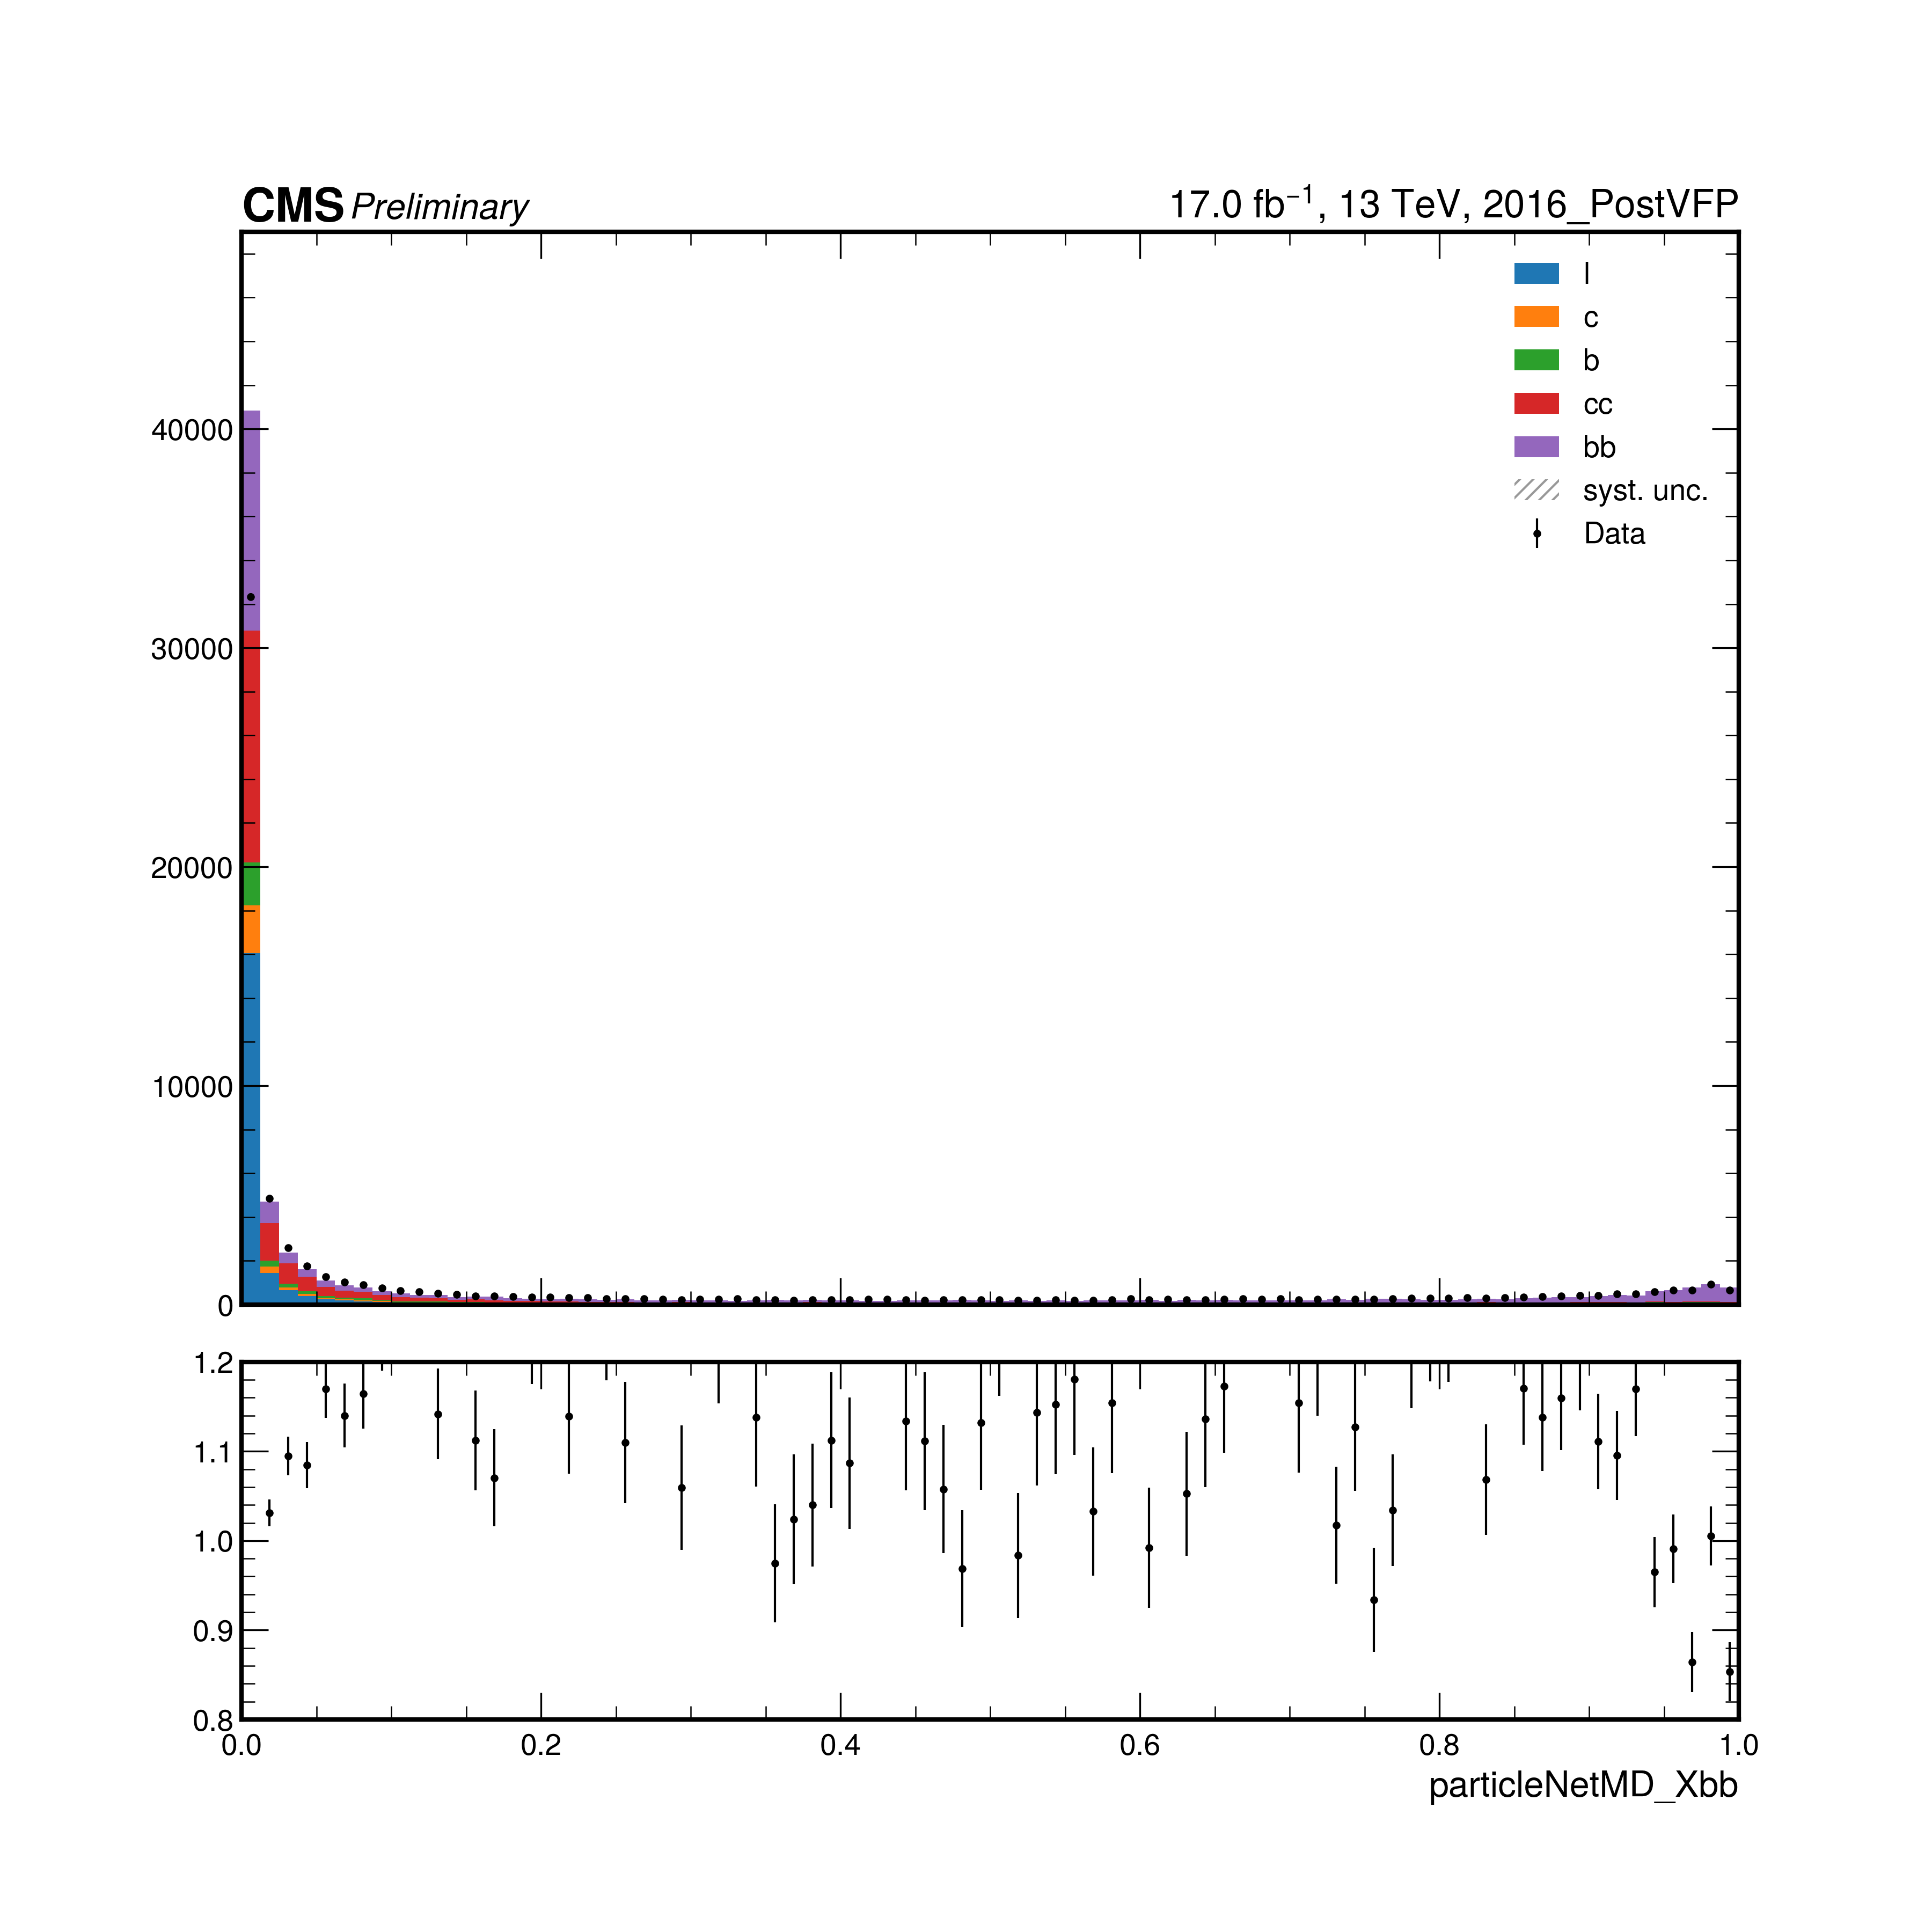 CMS Preliminary 17.0 fb⁻¹, 13 TeV, 2016_PostVFP
l
c
b
cc
bb
syst. unc.
Data
40000
30000
20000
10000
0
1.2
1.1
1.0
0.9
0.8
0.0 0.2 0.4 0.6 0.8 1.0
particleNetMD_Xbb